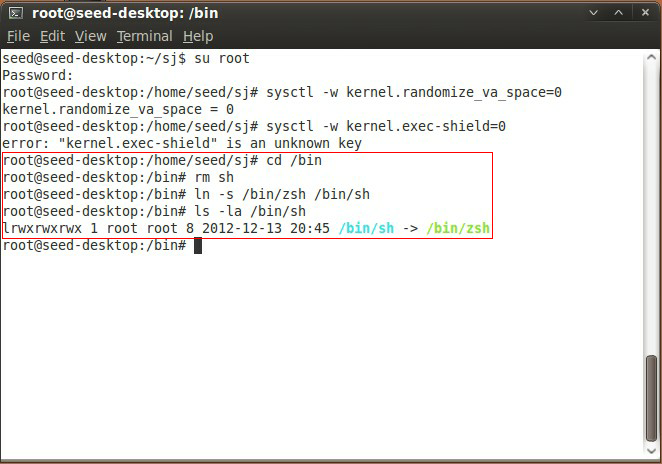 root@seed-desktop: /bin
File Edit View Terminal Help
seed@seed-desktop:~/sj$ su root
Password:
root@seed-desktop:/home/seed/sj# sysctl -w kernel.randomize_va_space=0
kernel.randomize_va_space = 0
root@seed-desktop:/home/seed/sj# sysctl -w kernel.exec-shield=0
error: "kernel.exec-shield" is an unknown key
root@seed-desktop:/home/seed/sj# cd /bin
root@seed-desktop:/bin# rm sh
root@seed-desktop:/bin# ln -s /bin/zsh /bin/sh
root@seed-desktop:/bin# ls -la /bin/sh
lrwxrwxrwx 1 root root 8 2012-12-13 20:45 /bin/sh -> /bin/zsh
root@seed-desktop:/bin#